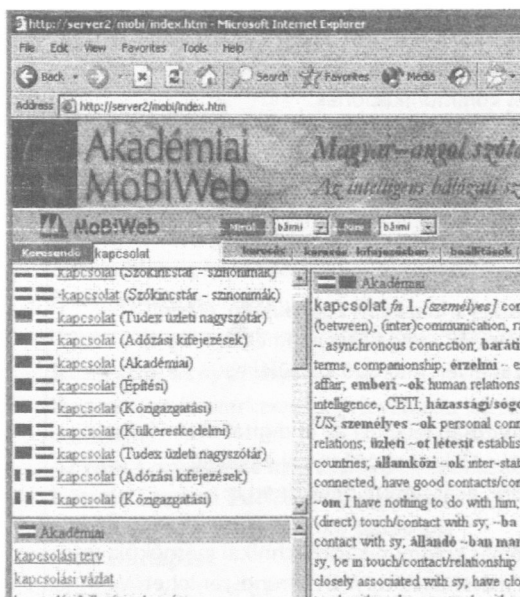 http://server2/mobi/index.htm - Microsoft Internet Explorer
File Edit View Favorites Tools Help
Back Search Favorites Media
Address http://server2/mobi/index.htm
Akadémiai
MoBiWeb
Magyar–angol szóta
Az intelligens hálózati sz
MoBiWeb bármi bármi
Keresendő kapcsolat keresés keresés kifejezésben beállítások
kapcsolat (Szókincstár - szinonimák)
-kapcsolat (Szókincstár - szinonimák)
kapcsolat (Tudex üzleti nagyszótár)
kapcsolat (Adózási kifejezések)
kapcsolat (Akadémiai)
kapcsolat (Építési)
kapcsolat (Közigazgatási)
kapcsolat (Külkereskedelmi)
kapcsolat (Tudex üzleti nagyszótár)
kapcsolat (Adózási kifejezések)
kapcsolat (Közigazgatási)
Akadémiai
kapcsolási terv
kapcsolási vázlat
Akadémiai
kapcsolat fn 1. [személyes] con
(between), (inter)communication, r
~ asynchronous connection; baráti
terms, companionship; érzelmi ~ e
affair; emberi ~ok human relations
intelligence, CETI; házassági/sógo
US; személyes ~ok personal conn
relations; üzleti ~ot létesít establis
countries; államközi ~ok inter-stat
connected, have good contacts/con
~om I have nothing to do with him;
(direct) touch/contact with sy; ~ba
contact with sy; állandó ~ban mar
sy, be in touch/contact/relationship
closely associated with sy, have clo